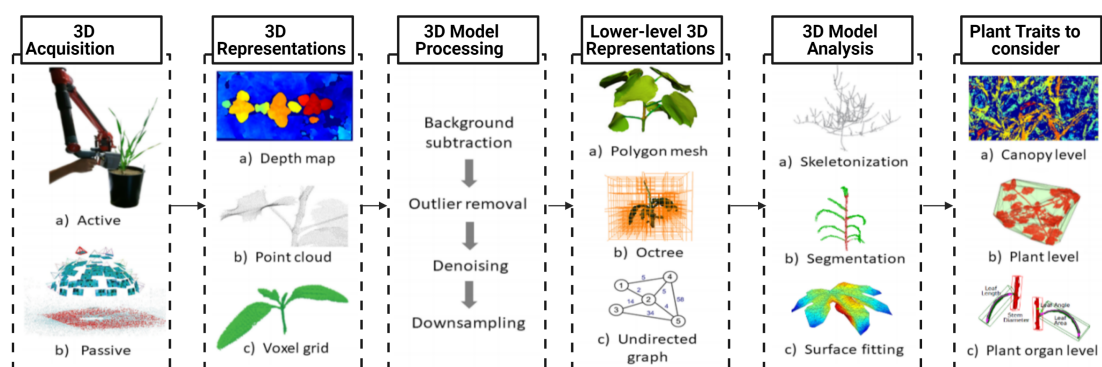 3D
Acquisition
a) Active
b) Passive
3D
Representations
a) Depth map
b) Point cloud
c) Voxel grid
3D Model
Processing
Background
subtraction
Outlier removal
Denoising
Downsampling
Lower-level 3D
Representations
a) Polygon mesh
b) Octree
5
4
1
2
5
2
58
14
4
3
34
5
c) Undirected
graph
3D Model
Analysis
a) Skeletonization
b) Segmentation
c) Surface fitting
Plant Traits to
consider
a) Canopy level
b) Plant level
Leaf
Length
Stem
Diameter
Leaf Angle
Leaf
Area
c) Plant organ level